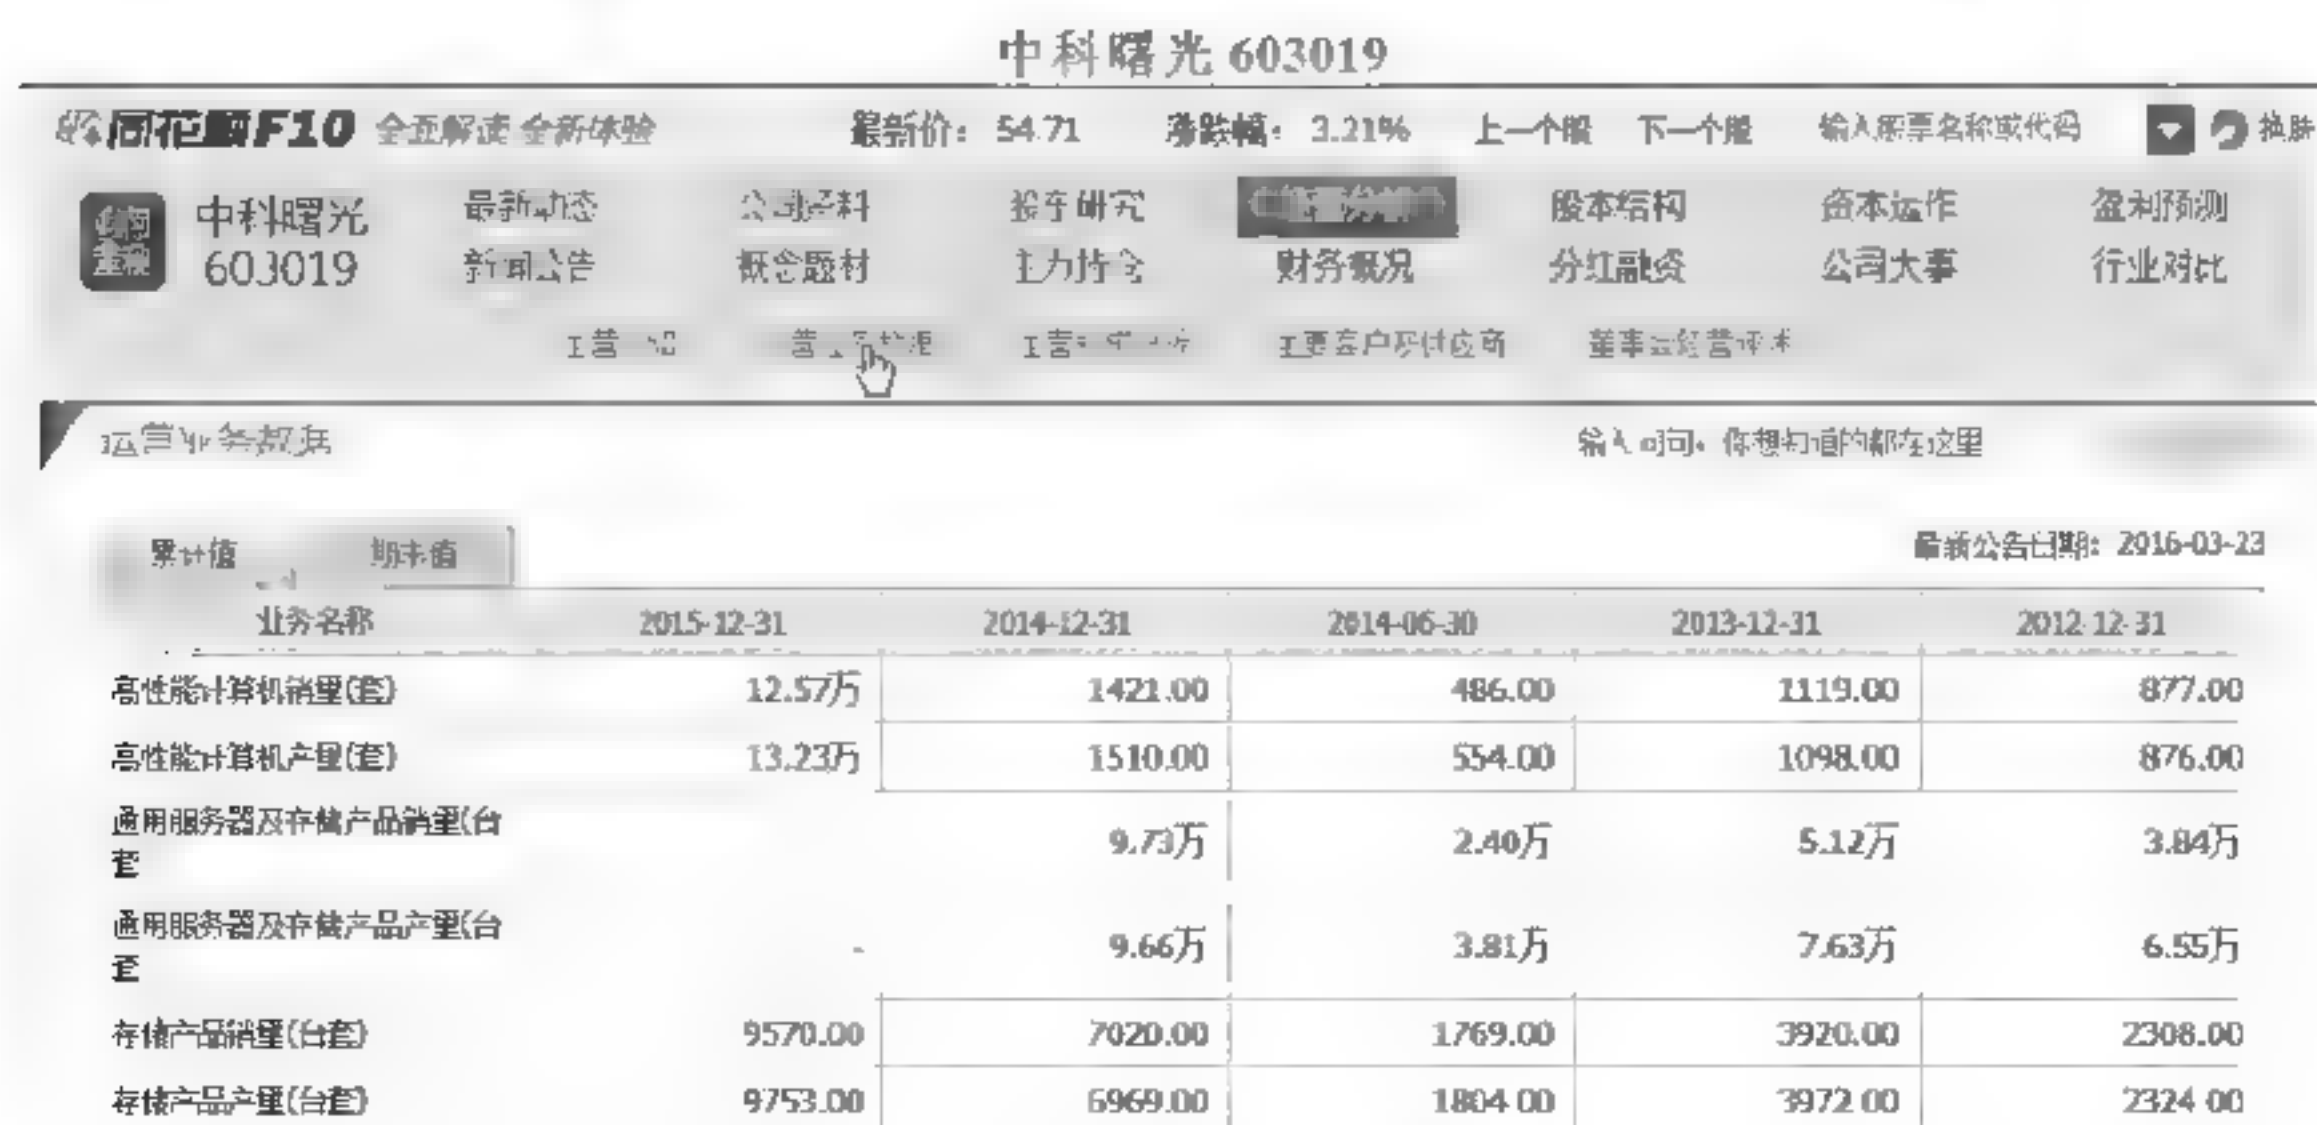 中科曙光 603019
同花顺F10 全面解读 全新体验 最新价： 54.71 涨跌幅： 3.21% 上一个股 下一个股 输入股票名称或代码 换肤
中科曙光 最新动态 公司资料 股东研究 经营分析 股本结构 资本运作 盈利预测
603019 新闻公告 概念题材 主力持仓 财务概况 分红融资 公司大事 行业对比
主要客户及供应商 董事会经营评述
运营业务数据 输入问句，你想知道的都在这里
累计值 期末值 最新公告日期： 2016-03-23
业务名称 2015-12-31 2014-12-31 2014-06-30 2013-12-31 2012-12-31
高性能计算机销量(套) 12.57万 1421.00 486.00 1119.00 877.00
高性能计算机产量(套) 13.23万 1510.00 554.00 1098.00 876.00
通用服务器及存储产品销量(台 9.73万 2.40万 5.12万 3.84万
套
通用服务器及存储产品产量(台 - 9.66万 3.81万 7.63万 6.55万
套
存储产品销量(台套) 9570.00 7020.00 1769.00 3920.00 2308.00
存储产品产量(台套) 9753.00 6969.00 1804.00 3972.00 2324.00